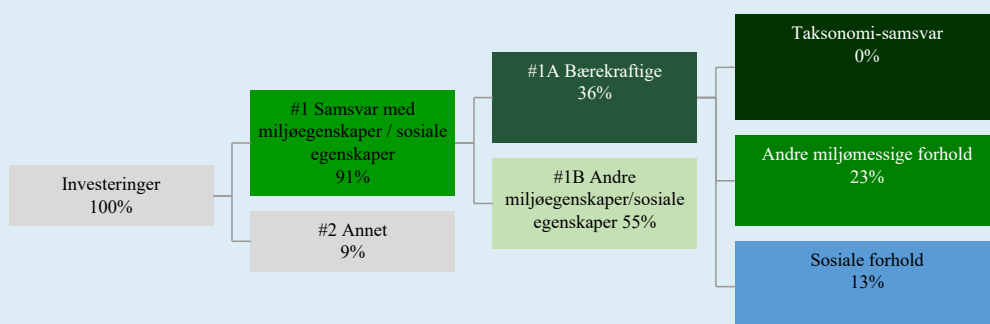 Investeringer
100%
#1 Samsvar med
miljøegenskaper / sosiale
egenskaper
91%
#2 Annet
9%
#1A Bærekraftige
36%
#1B Andre
miljøegenskaper/sosiale
egenskaper 55%
Taksonomi-samsvar
0%
Andre miljømessige forhold
23%
Sosiale forhold
13%